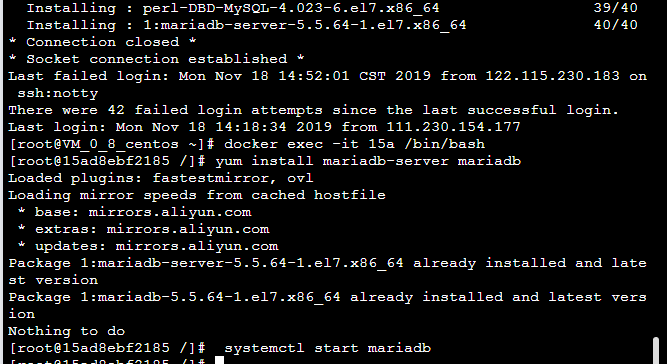 Installing : perl-DBD-MySQL-4.023-6.el7.x86_64 39/40
Installing : 1:mariadb-server-5.5.64-1.el7.x86_64 40/40
* Connection closed *
* Socket connection established *
Last failed login: Mon Nov 18 14:52:01 CST 2019 from 122.115.230.183 on
ssh:notty
There were 42 failed login attempts since the last successful login.
Last login: Mon Nov 18 14:18:34 2019 from 111.230.154.177
[root@VM_0_8_centos ~]# docker exec -it 15a /bin/bash
[root@15ad8ebf2185 /]# yum install mariadb-server mariadb
Loaded plugins: fastestmirror, ovl
Loading mirror speeds from cached hostfile
* base: mirrors.aliyun.com
* extras: mirrors.aliyun.com
* updates: mirrors.aliyun.com
Package 1:mariadb-server-5.5.64-1.el7.x86_64 already installed and late
st version
Package 1:mariadb-5.5.64-1.el7.x86_64 already installed and latest vers
ion
Nothing to do
[root@15ad8ebf2185 /]#  systemctl start mariadb
[root@15ad8ebf2185 /]#